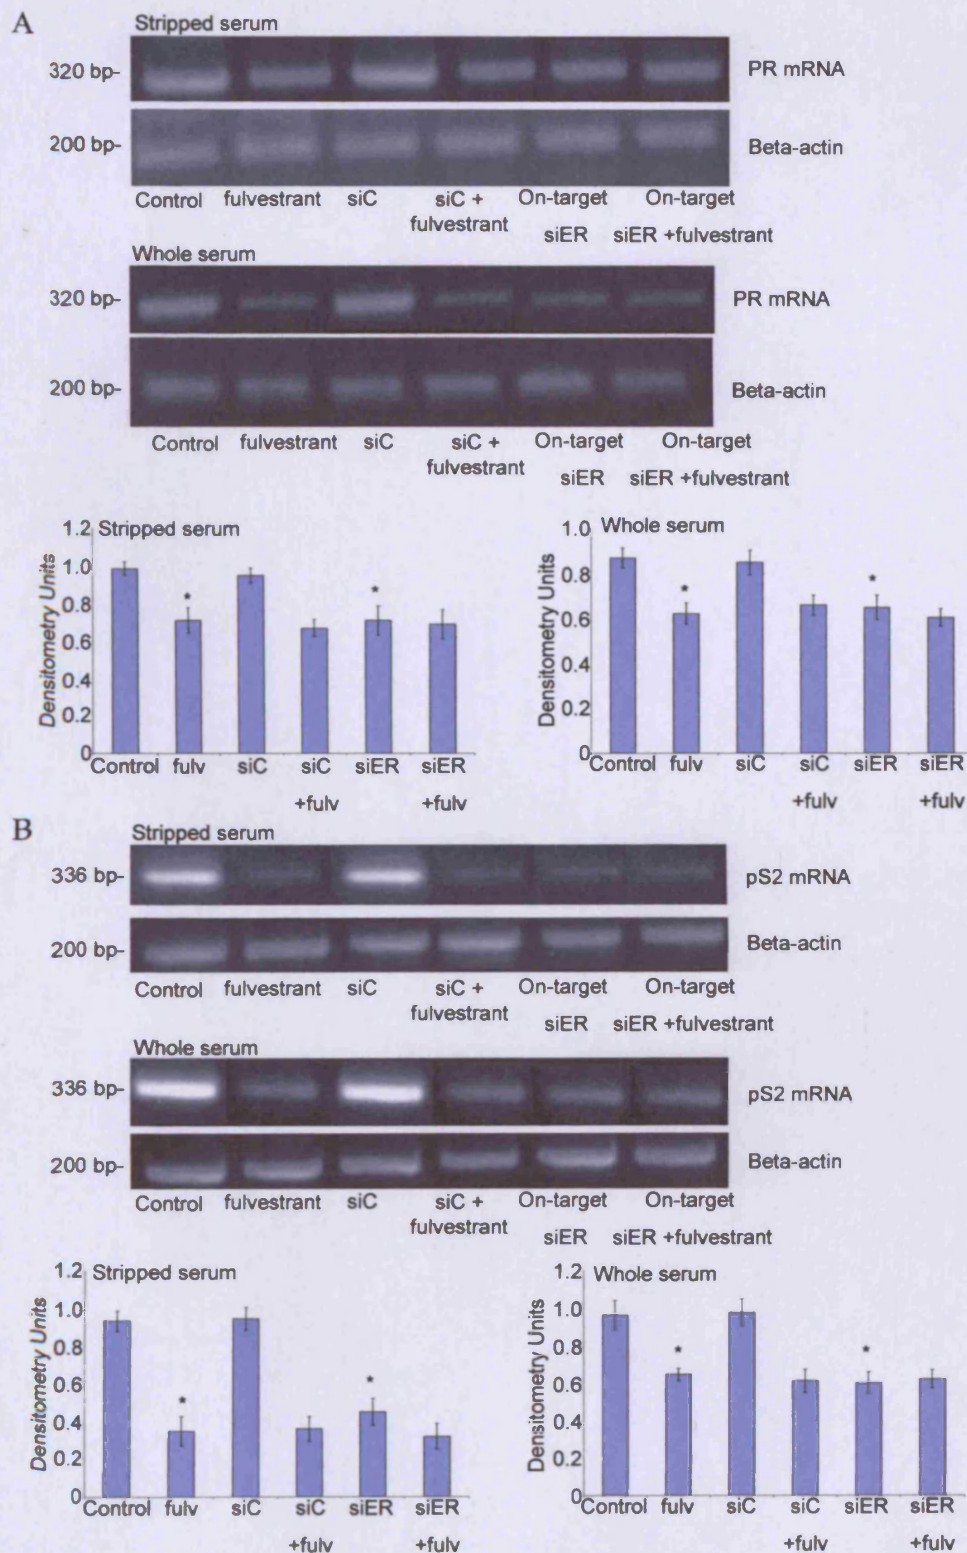 A
Stripped serum
320 bp-
PR mRNA
200 bp-
Beta-actin
Control fulvestrant siC siC + On-target On-target
fulvestrant siER siER +fulvestrant
Whole serum
320 bp-
PR mRNA
200 bp-
Beta-actin
Control fulvestrant siC siC + On-target On-target
fulvestrant siER siER +fulvestrant
Stripped serum
Densitometry Units
1.2
1.0
0.8
0.6
0.4
0.2
0
* *
Control fulv siC siC siER siER
+fulv +fulv
Whole serum
Densitometry Units
1.0
0.8
0.6
0.4
0.2
0
* *
Control fulv siC siC siER siER
+fulv +fulv
B
Stripped serum
336 bp-
pS2 mRNA
200 bp-
Beta-actin
Control fulvestrant siC siC + On-target On-target
fulvestrant siER siER +fulvestrant
Whole serum
336 bp-
pS2 mRNA
200 bp-
Beta-actin
Control fulvestrant siC siC + On-target On-target
fulvestrant siER siER +fulvestrant
Stripped serum
Densitometry Units
1.2
1.0
0.8
0.6
0.4
0.2
0
* *
Control fulv siC siC siER siER
+fulv +fulv
Whole serum
Densitometry Units
1.2
1.0
0.8
0.6
0.4
0.2
0
* *
Control fulv siC siC siER siER
+fulv +fulv